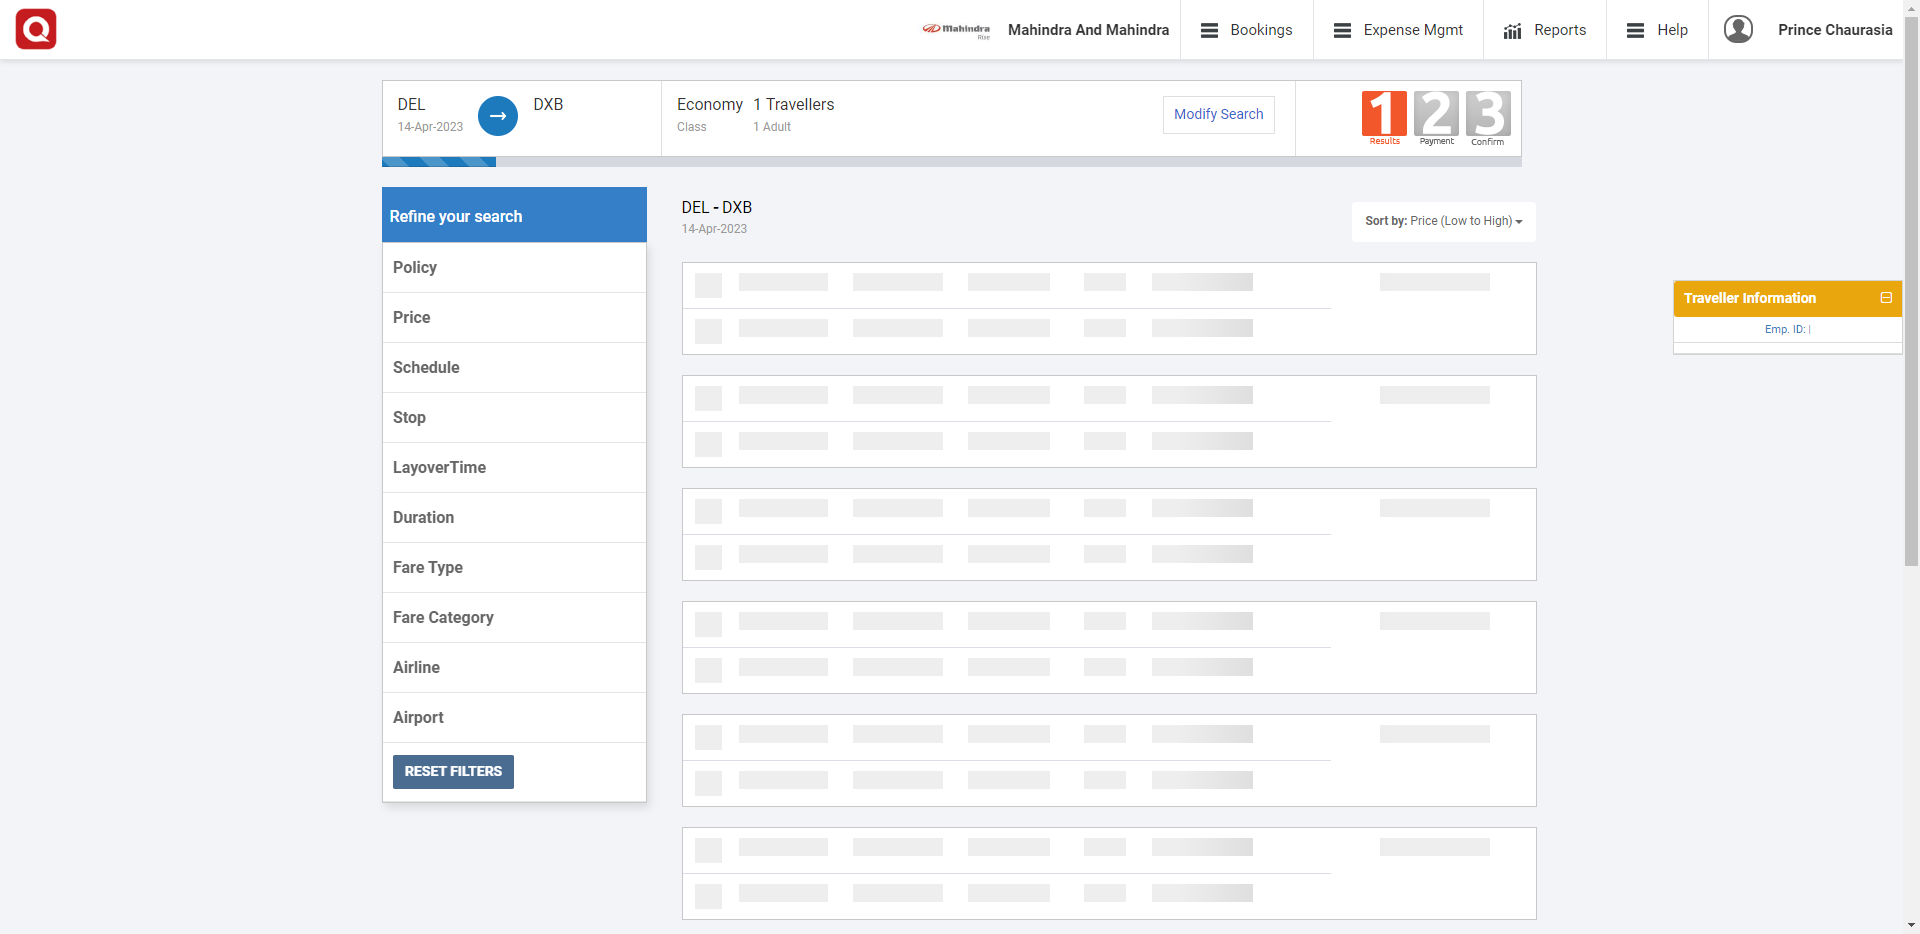 Q
Mahindra
Rise
Mahindra And Mahindra
Bookings
Expense Mgmt
Reports
Help
Prince Chaurasia
DEL
14-Apr-2023
DXB
Economy
Class
1 Travellers
1 Adult
Modify Search
1
Results
2
Payment
3
Confirm
Refine your search
Policy
Price
Schedule
Stop
LayoverTime
Duration
Fare Type
Fare Category
Airline
Airport
RESET FILTERS
DEL - DXB
14-Apr-2023
Sort by: Price (Low to High)
Traveller Information
Emp. ID: |